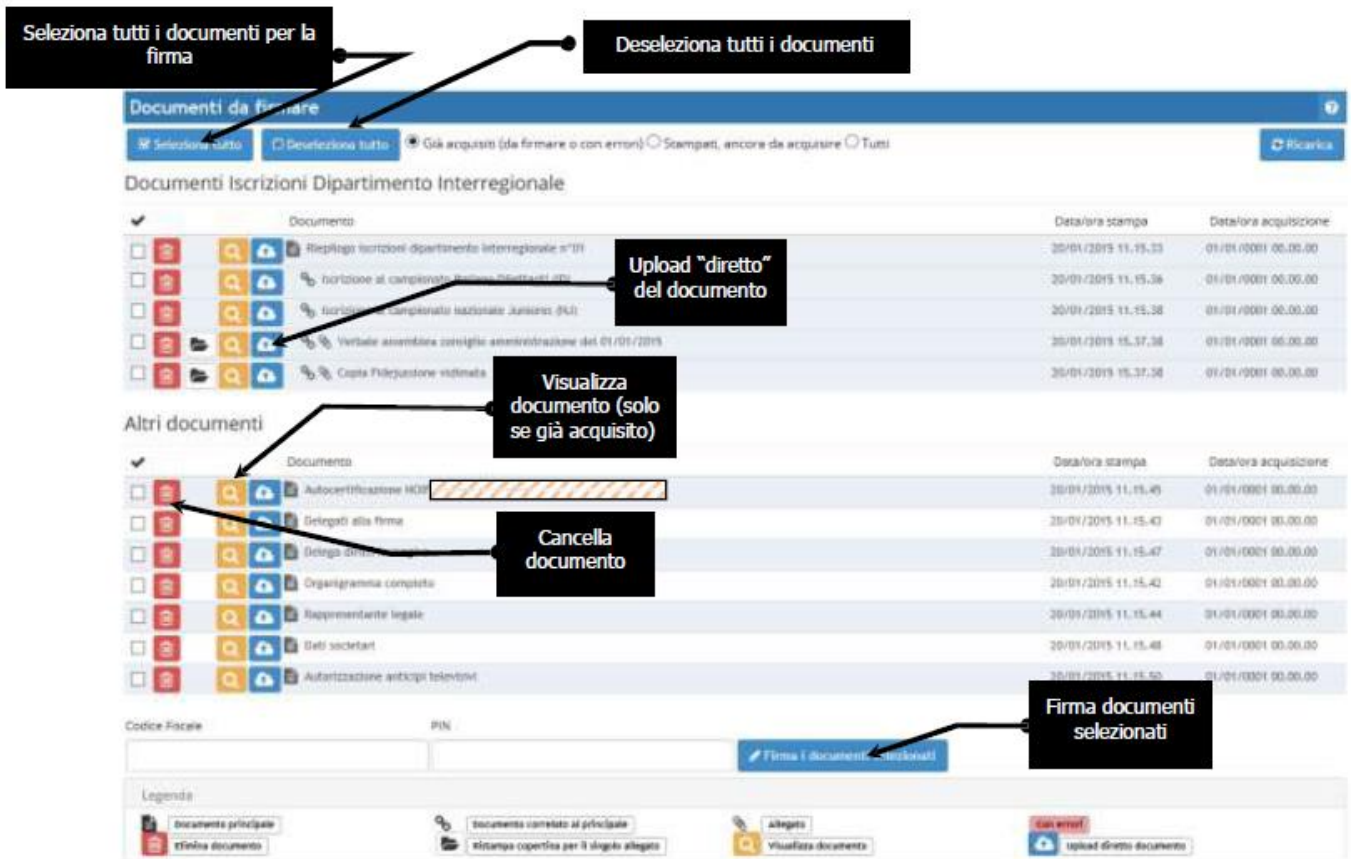 Seleziona tutti i documenti per la
firma
Deseleziona tutti i documenti
Documenti da firmare
Seleziona tutto
Deseleziona tutto
Già acquisiti (da firmare o con errori) Stampati, ancora da acquisire Tutti
Ricarica
Documenti Iscrizioni Dipartimento Interregionale
Documento Data/ora stampa Data/ora acquisizione
Riepilogo iscrizioni dipartimento interregionale n°01 20/01/2015 11.15.33 01/01/0001 00.00.00
Iscrizione al campionato 20/01/2015 11.15.36 01/01/0001 00.00.00
Iscrizione al campionato nazionale Juniores (NJ) 20/01/2015 11.15.38 01/01/0001 00.00.00
Verbale assemblea consiglio amministrazione del 01/01/2015 20/01/2015 15.37.38 01/01/0001 00.00.00
Copia Fidejussione vidimata 20/01/2015 15.37.38 01/01/0001 00.00.00
Upload "diretto"
del documento
Visualizza
documento (solo
se già acquisito)
Altri documenti
Documento Data/ora stampa Data/ora acquisizione
Autocertificazione 20/01/2015 11.15.45 01/01/0001 00.00.00
Delegati alla firma 20/01/2015 11.15.43 01/01/0001 00.00.00
Delega 20/01/2015 11.15.47 01/01/0001 00.00.00
Organigramma completo 20/01/2015 11.15.42 01/01/0001 00.00.00
Rappresentante legale 20/01/2015 11.15.44 01/01/0001 00.00.00
Dati societari 20/01/2015 11.15.48 01/01/0001 00.00.00
Autorizzazione anticipi televisivi 20/01/2015 11.15.50 01/01/0001 00.00.00
Cancella
documento
Firma documenti
selezionati
Codice Fiscale PIN
Firma i documenti selezionati
Legenda
Documento principale Documento correlato al principale Allegato Con errori
Elimina documento Ristampa copertina per il singolo allegato Visualizza documento Upload diretto documento